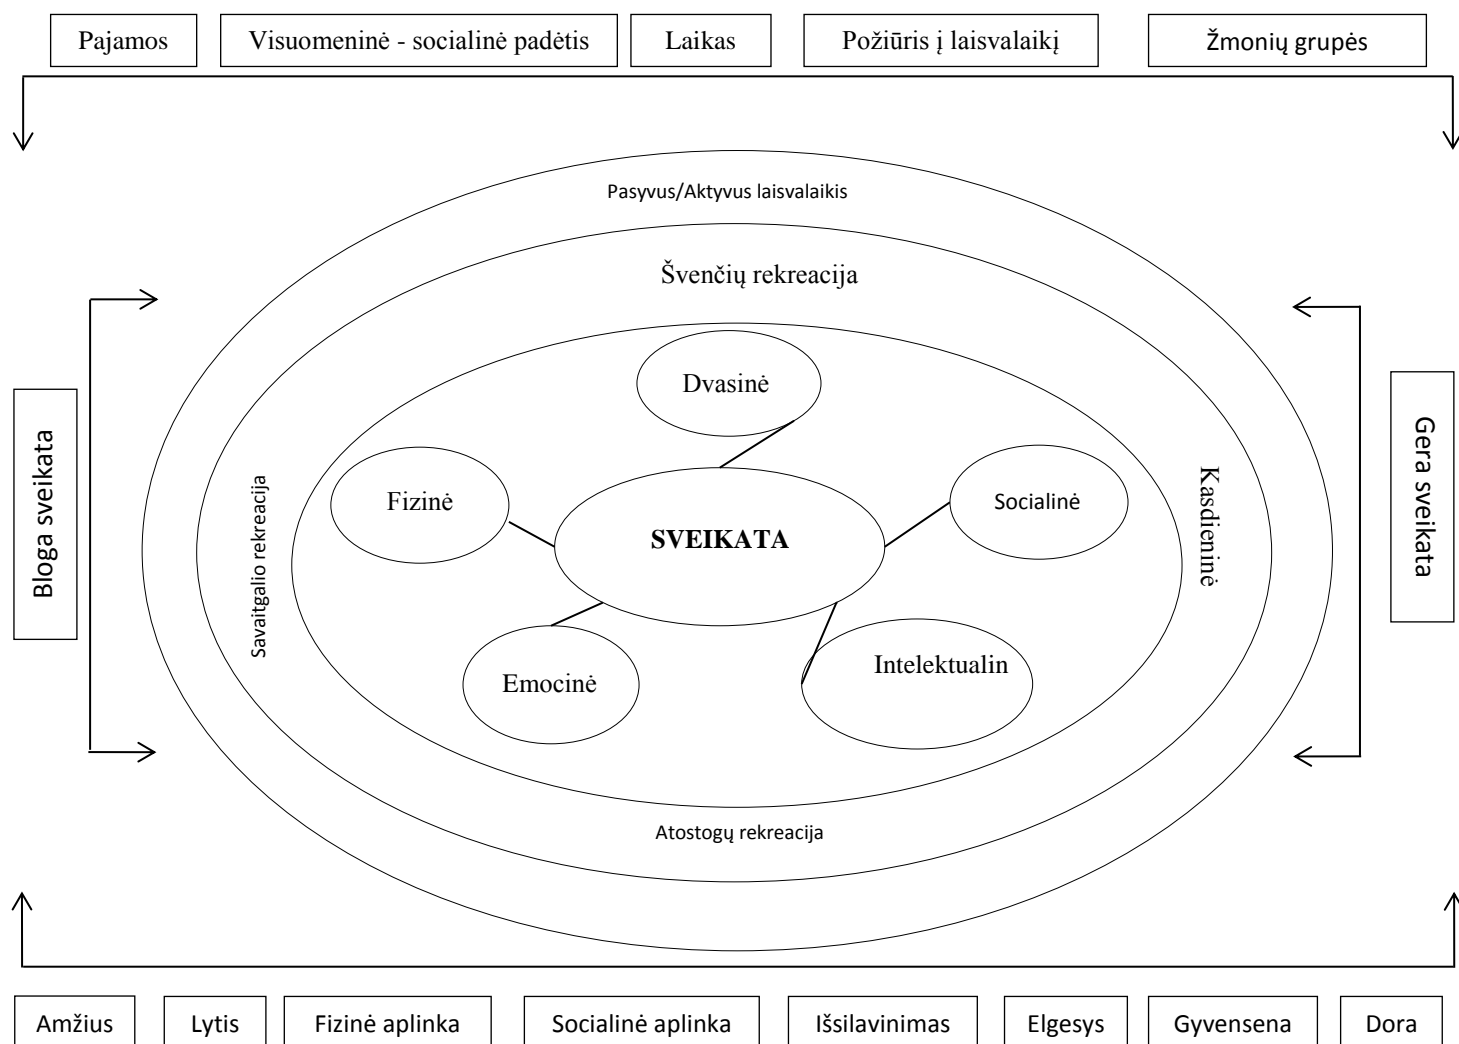 Pajamos
Visuomeninė - socialinė padėtis
Laikas
Požiūris į laisvalaikį
Žmonių grupės
Pasyvus/Aktyvus laisvalaikis
Švenčių rekreacija
Dvasinė
Fizinė
Socialinė
SVEIKATA
Emocinė
Intelektualin
Bloga sveikata
Savaitgalio rekreacija
Kasdieninė
Gera sveikata
Atostogų rekreacija
Amžius
Lytis
Fizinė aplinka
Socialinė aplinka
Išsilavinimas
Elgesys
Gyvensena
Dora